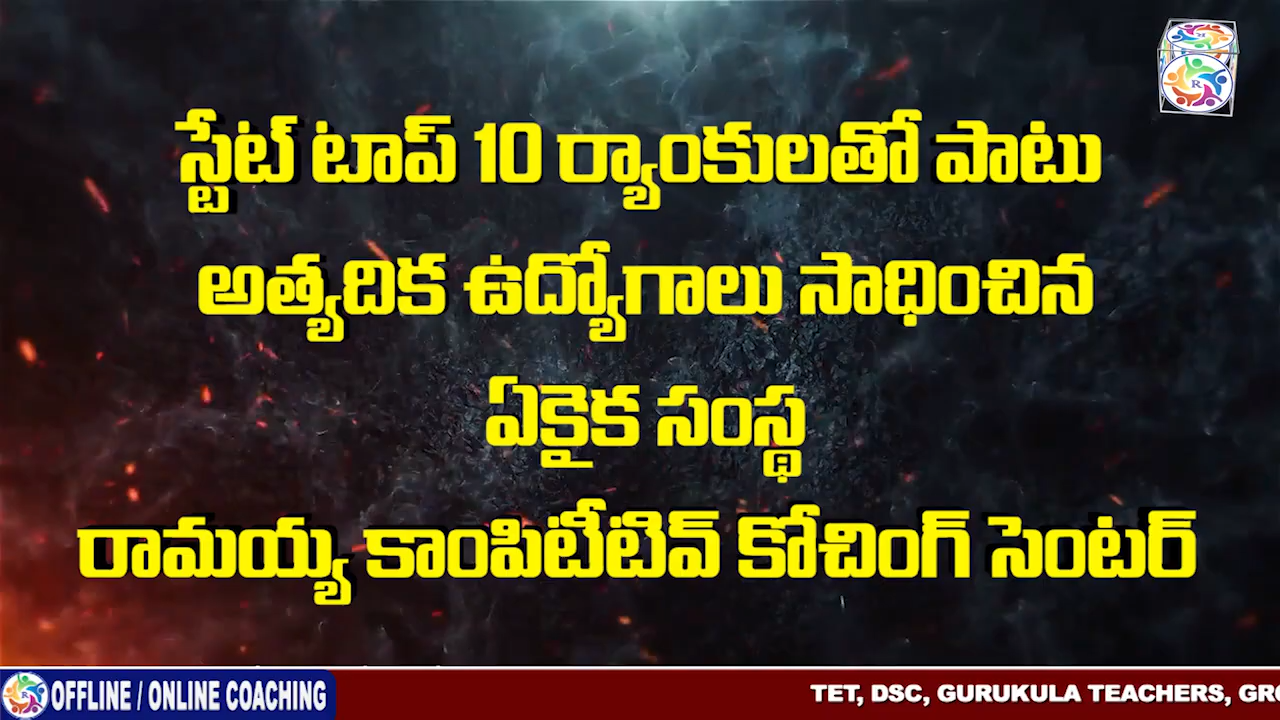 స్టేట్ టాప్ 10 ర్యాంకులతో పాటు
అత్యదిక ఉద్యోగాలు సాధించిన
ఏకైక సంస్థ
రామయ్య కాంపిటీటివ్ కోచింగ్ సెంటర్
OFFLINE / ONLINE COACHING
TET, DSC, GURUKULA TEACHERS,